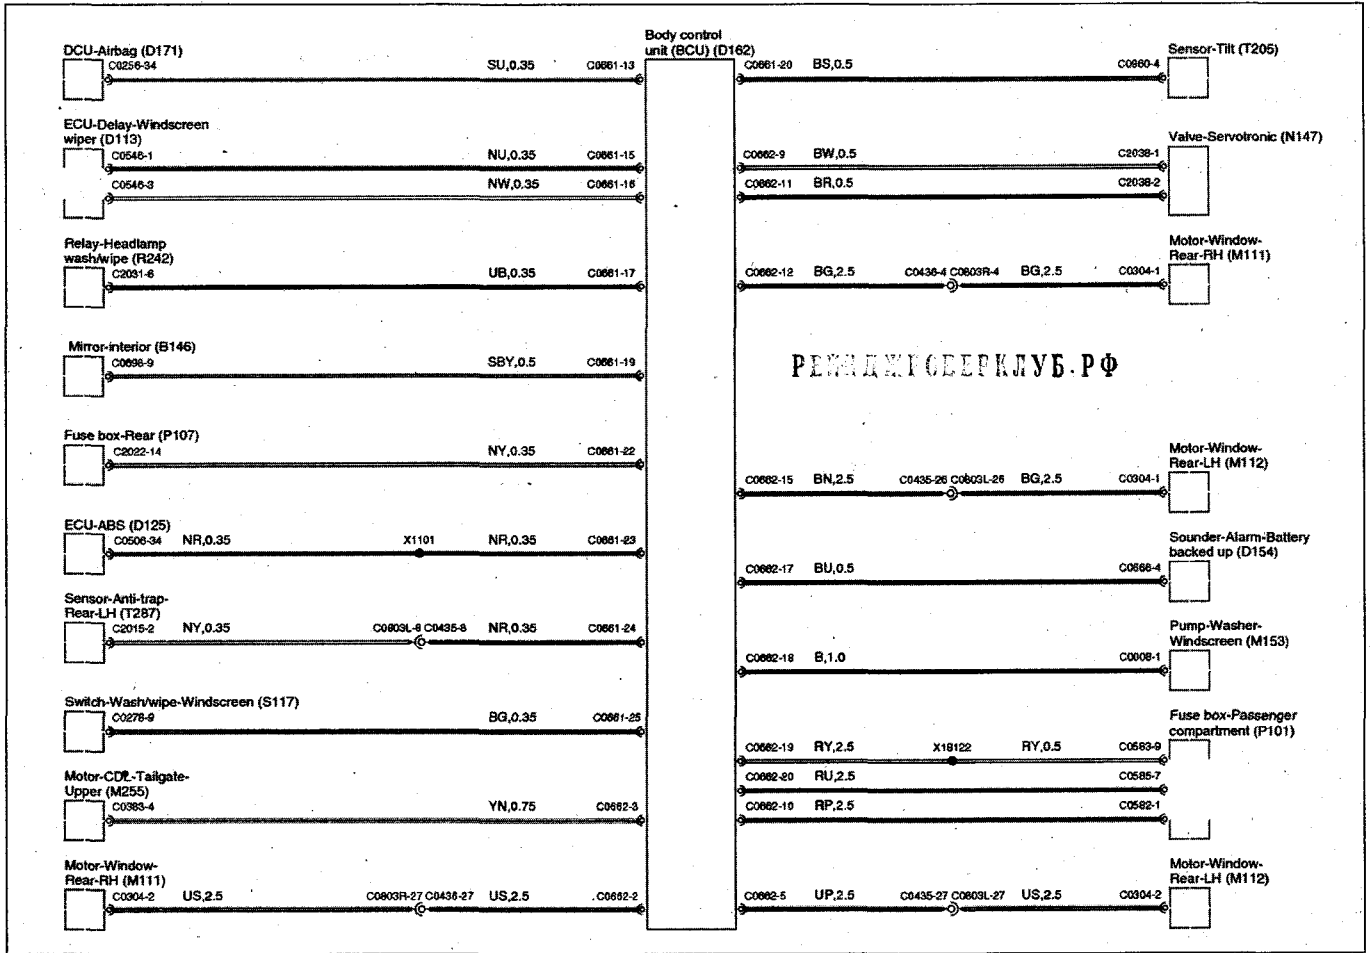 Body control
unit (BCU) (D162)
DCU-Airbag (D171)
C0256-34 SU,0.35 C0661-13
ECU-Delay-Windscreen
wiper (D113)
C0546-1 NU,0.35 C0661-15
C0546-3 NW,0.35 C0661-16
Relay-Headlamp
wash/wipe (R242)
C2031-6 UB,0.35 C0661-17
Mirror-interior (B146)
C0698-9 SBY,0.5 C0661-19
Fuse box-Rear (P107)
C2022-14 NY,0.35 C0661-22
ECU-ABS (D125)
C0506-34 NR,0.35 X1101 NR,0.35 C0661-23
Sensor-Anti-trap-
Rear-LH (T287)
C2015-2 NY,0.35 C0803L-8 C0435-8 NR,0.35 C0661-24
Switch-Wash/wipe-Windscreen (S117)
C0278-9 BG,0.35 C0661-25
Motor-CDL-Tailgate-
Upper (M255)
C0383-4 YN,0.75 C0662-3
Motor-Window-
Rear-RH (M111)
C0304-2 US,2.5 C0803R-27 C0436-27 US,2.5 C0662-2
Sensor-Tilt (T205)
C0661-20 BS,0.5 C0960-4
Valve-Servotronic (N147)
C0662-9 BW,0.5 C2038-1
C0662-11 BR,0.5 C2038-2
Motor-Window-
Rear-RH (M111)
C0662-12 BG,2.5 C0436-4 C0803R-4 BG,2.5 C0304-1
РЕЙНДЖРОВЕРКЛУБ.РФ
Motor-Window-
Rear-LH (M112)
C0662-15 BN,2.5 C0435-26 C0803L-26 BG,2.5 C0304-1
Sounder-Alarm-Battery
backed up (D154)
C0662-17 BU,0.5 C0666-4
Pump-Washer-
Windscreen (M153)
C0662-18 B,1.0 C0008-1
Fuse box-Passenger
compartment (P101)
C0662-19 RY,2.5 X18122 RY,0.5 C0583-9
C0662-20 RU,2.5 C0585-7
C0662-10 RP,2.5 C0582-1
Motor-Window-
Rear-LH (M112)
C0662-5 UP,2.5 C0435-27 C0803L-27 US,2.5 C0304-2